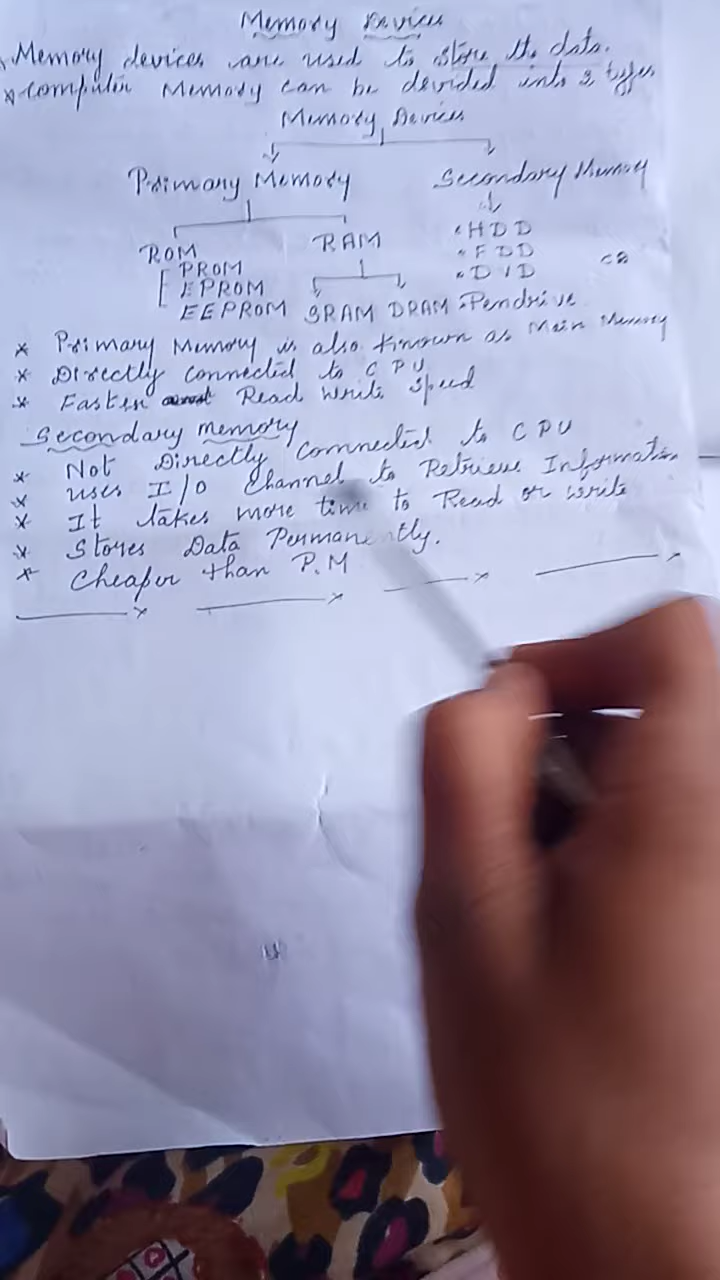 Memory Devices
* Memory devices are used to store the data.
* Computer Memory can be devided into 2 types
Memory Devices
Primary Memory Secondary Memory
ROM RAM • HDD
PROM • FDD
EPROM • DVD
EEPROM SRAM DRAM • Pendrive
* Primary Memory is also known as Main Memory
* Directly connected to CPU
* Faster Read write speed
Secondary memory
* Not Directly connected to CPU
* uses I/O Channel to Retrieve Information
* It takes more time to Read or write
* Stores Data Permanently.
* Cheaper than P.M